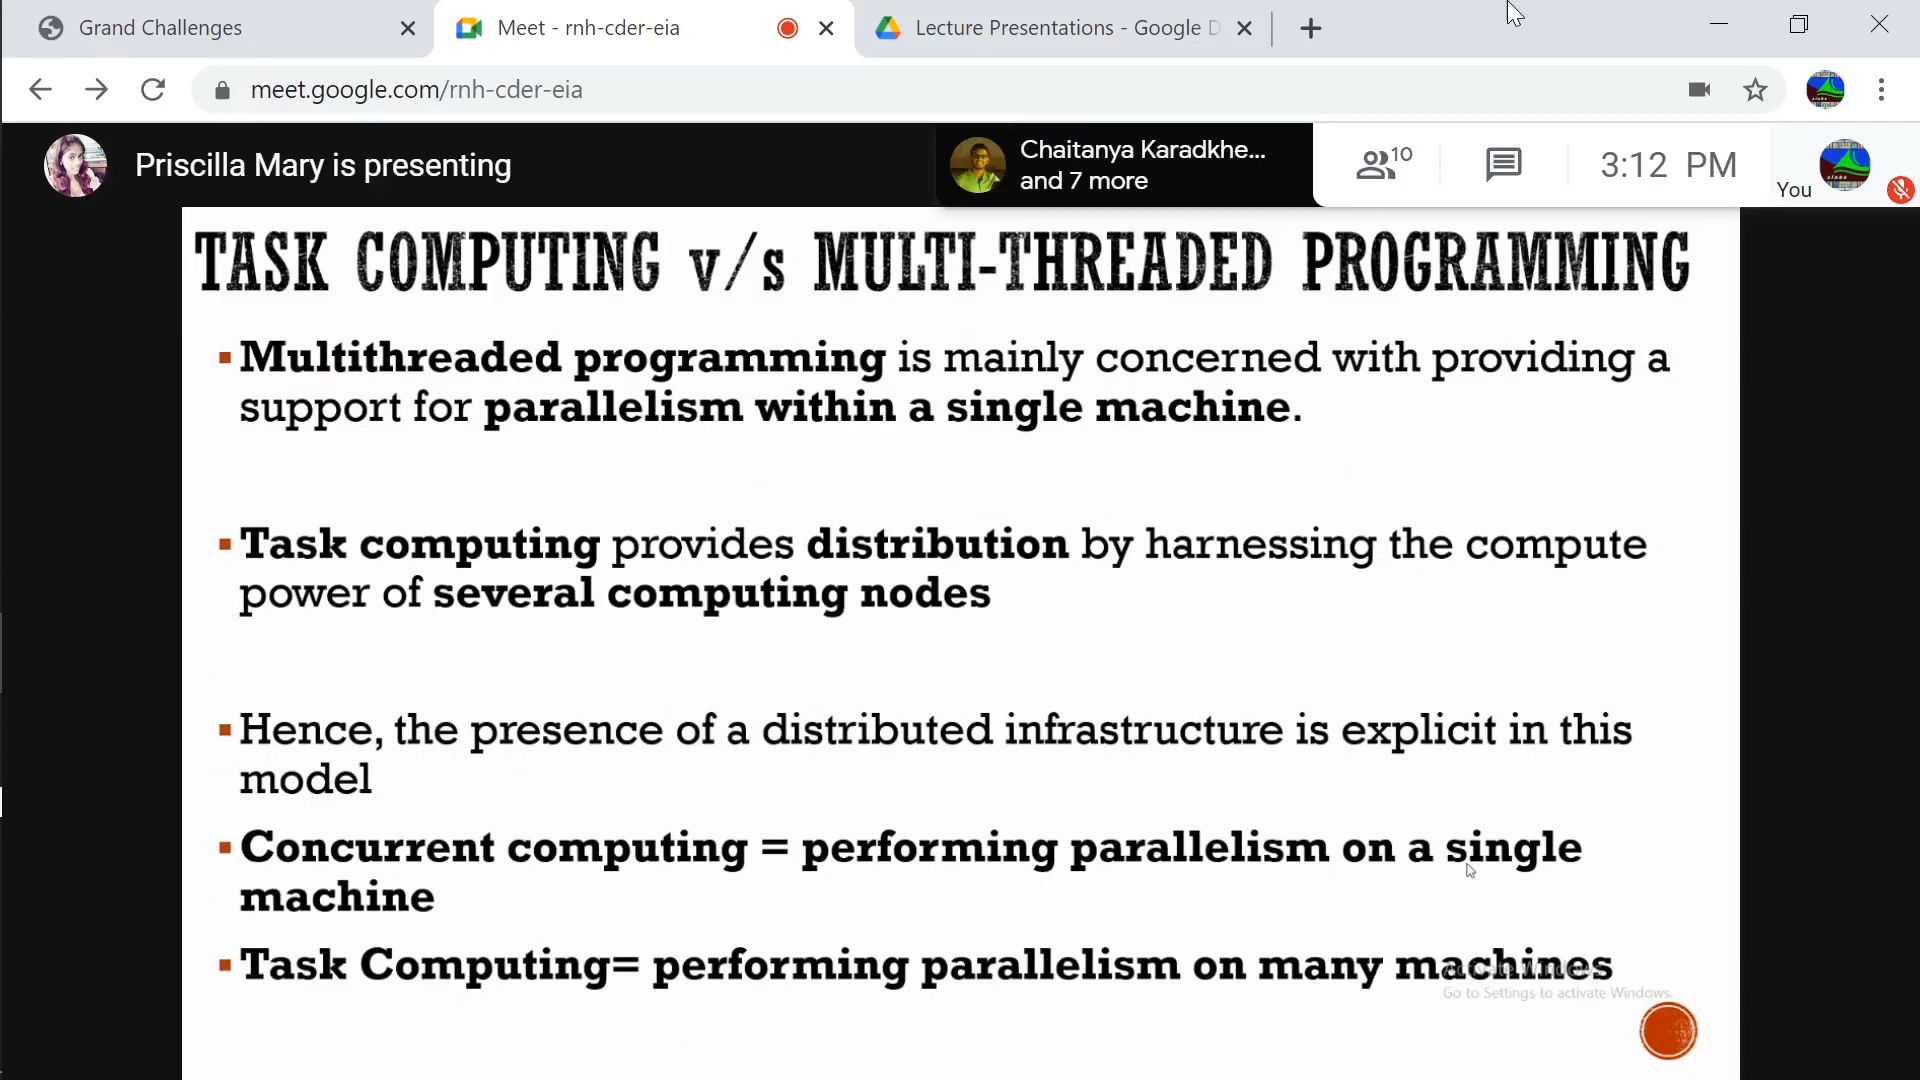 Grand Challenges
Meet - rnh-cder-eia
Lecture Presentations - Google D
meet.google.com/rnh-cder-eia
Priscilla Mary is presenting
Chaitanya Karadkhe...
and 7 more
10
3:12 PM
You
TASK COMPUTING v/s MULTI-THREADED PROGRAMMING
▪ Multithreaded programming is mainly concerned with providing a
support for parallelism within a single machine.
▪ Task computing provides distribution by harnessing the compute
power of several computing nodes
▪ Hence, the presence of a distributed infrastructure is explicit in this
model
▪ Concurrent computing = performing parallelism on a single
machine
▪ Task Computing= performing parallelism on many machines
Activate Windows
Go to Settings to activate Windows.